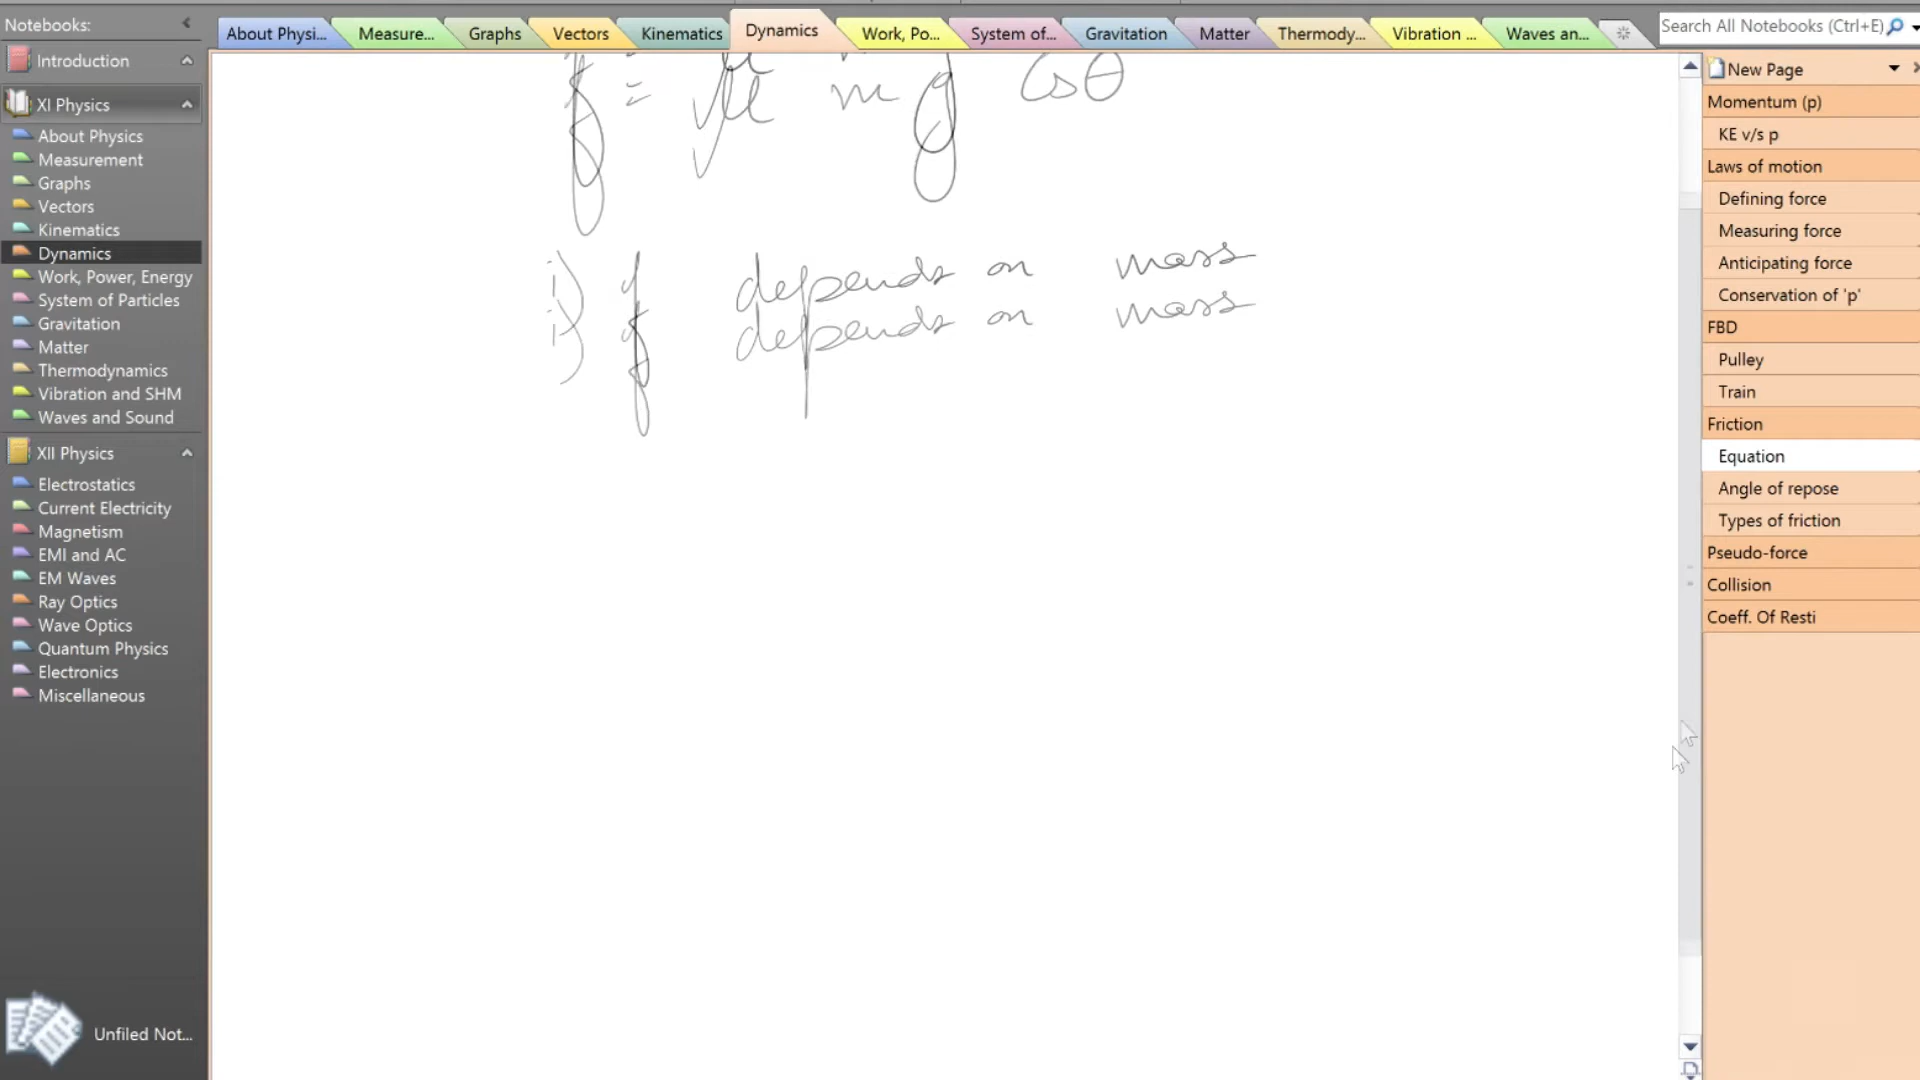 Notebooks:
Introduction
XI Physics
About Physics
Measurement
Graphs
Vectors
Kinematics
Dynamics
Work, Power, Energy
System of Particles
Gravitation
Matter
Thermodynamics
Vibration and SHM
Waves and Sound
XII Physics
Electrostatics
Current Electricity
Magnetism
EMI and AC
EM Waves
Ray Optics
Wave Optics
Quantum Physics
Electronics
Miscellaneous
Unfiled Not...
About Physi... Measure... Graphs Vectors Kinematics Dynamics Work, Po... System of... Gravitation Matter Thermody... Vibration ... Waves an...
Search All Notebooks (Ctrl+E)
f = μ m g Cosθ
i) f depends on mass
i) f depends on mass
New Page
Momentum (p)
KE v/s p
Laws of motion
Defining force
Measuring force
Anticipating force
Conservation of 'p'
FBD
Pulley
Train
Friction
Equation
Angle of repose
Types of friction
Pseudo-force
Collision
Coeff. Of Resti